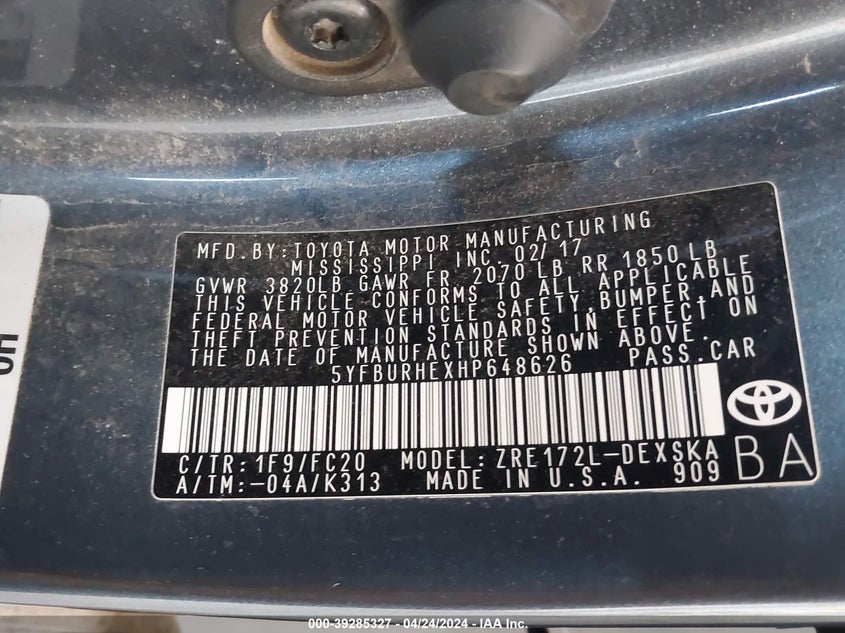 MFD.BY:TOYOTA MOTOR MANUFACTURING
MISSISSIPPI INC. 02/17
GVWR 3820LB GAWR FR 2070 LB RR 1850 LB
THIS VEHICLE CONFORMS TO ALL APPLICABLE
FEDERAL MOTOR VEHICLE SAFETY,BUMPER,AND
THEFT PREVENTION STANDARDS IN EFFECT ON
THE DATE OF MANUFACTURE SHOWN ABOVE.
5YFBURHEXHP648626 PASS.CAR
C/TR:1F9/FC20 MODEL:ZRE172L-DEXSKA
A/TM:-04A/K313 MADE IN U.S.A. 909
BA
000-39285327 - 04/24/2024 - IAA Inc.